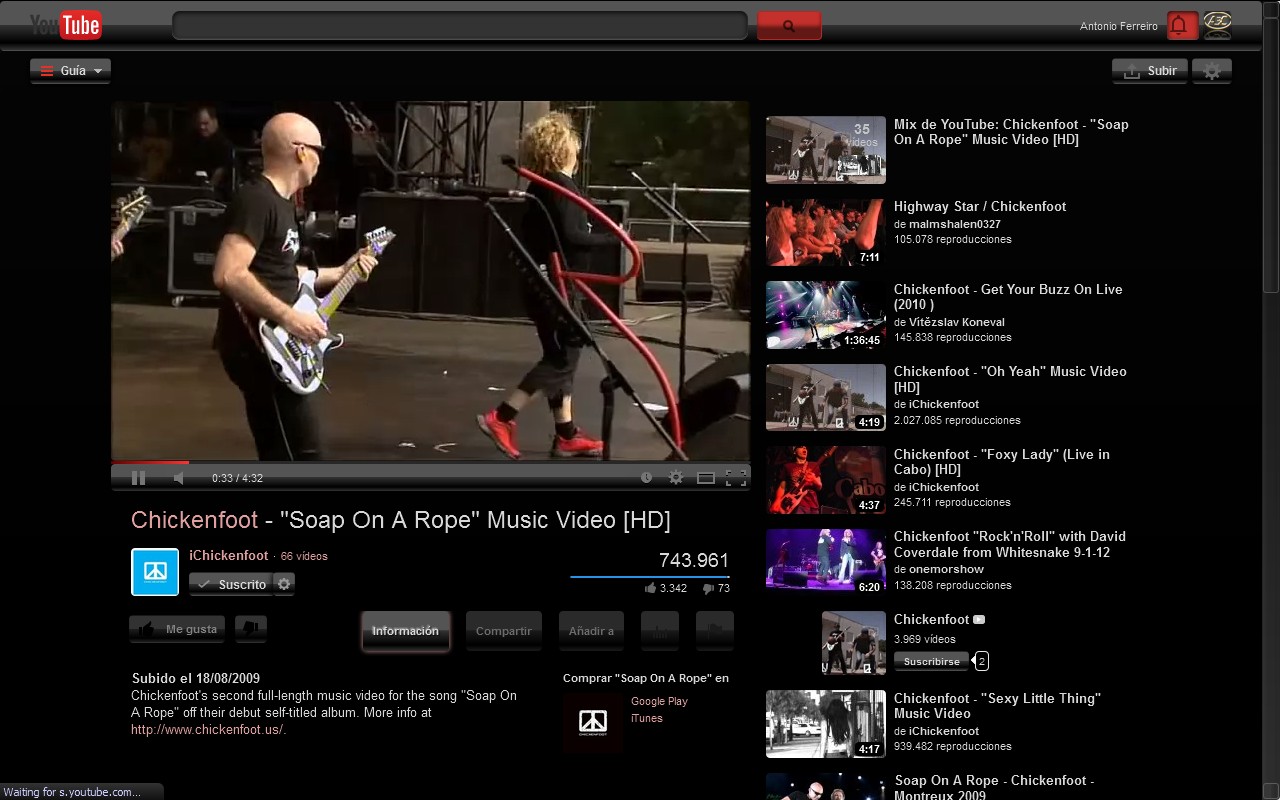 YouTube
Antonio Ferreiro
Guía
Subir
0:33 / 4:32
Chickenfoot - "Soap On A Rope" Music Video [HD]
iChickenfoot · 66 vídeos
Suscrito
743.961
3.342
73
Me gusta
Información
Compartir
Añadir a
Subido el 18/08/2009
Chickenfoot's second full-length music video for the song "Soap On
A Rope" off their debut self-titled album. More info at
http://www.chickenfoot.us/.
Comprar "Soap On A Rope" en
CHICKENFOOT
Google Play
iTunes
35
vídeos
Mix de YouTube: Chickenfoot - "Soap
On A Rope" Music Video [HD]
7:11
Highway Star / Chickenfoot
de malmshalen0327
105.078 reproducciones
1:36:45
Chickenfoot - Get Your Buzz On Live
(2010 )
de Vítězslav Koneval
145.838 reproducciones
4:19
Chickenfoot - "Oh Yeah" Music Video
[HD]
de iChickenfoot
2.027.085 reproducciones
Cabo
4:37
Chickenfoot - "Foxy Lady" (Live in
Cabo) [HD]
de iChickenfoot
245.711 reproducciones
6:20
Chickenfoot "Rock'n'Roll" with David
Coverdale from Whitesnake 9-1-12
de onemorshow
138.208 reproducciones
Chickenfoot
3.969 vídeos
Suscribirse
2
4:17
Chickenfoot - "Sexy Little Thing"
Music Video
de iChickenfoot
939.482 reproducciones
Soap On A Rope - Chickenfoot -
Montreux 2009
Waiting for s.youtube.com...